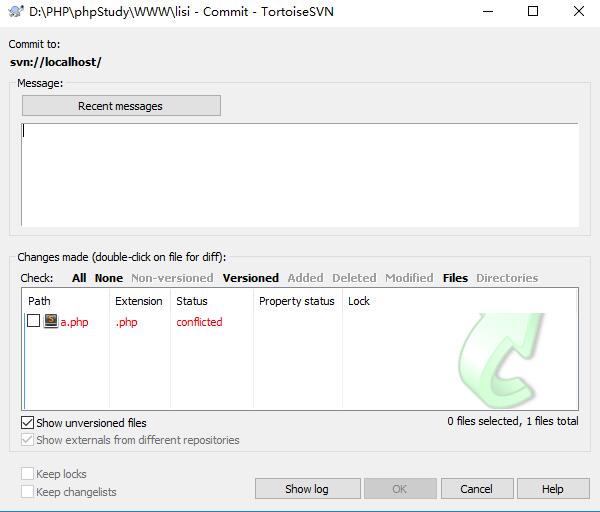 D:\PHP\phpStudy\WWW\lisi - Commit - TortoiseSVN
Commit to:
svn://localhost/
Message:
Recent messages
Changes made (double-click on file for diff):
Check: All None Non-versioned Versioned Added Deleted Modified Files Directories
Path Extension Status Property status Lock
a.php .php conflicted
Show unversioned files 0 files selected, 1 files total
Show externals from different repositories
Keep locks
Keep changelists
Show log OK Cancel Help